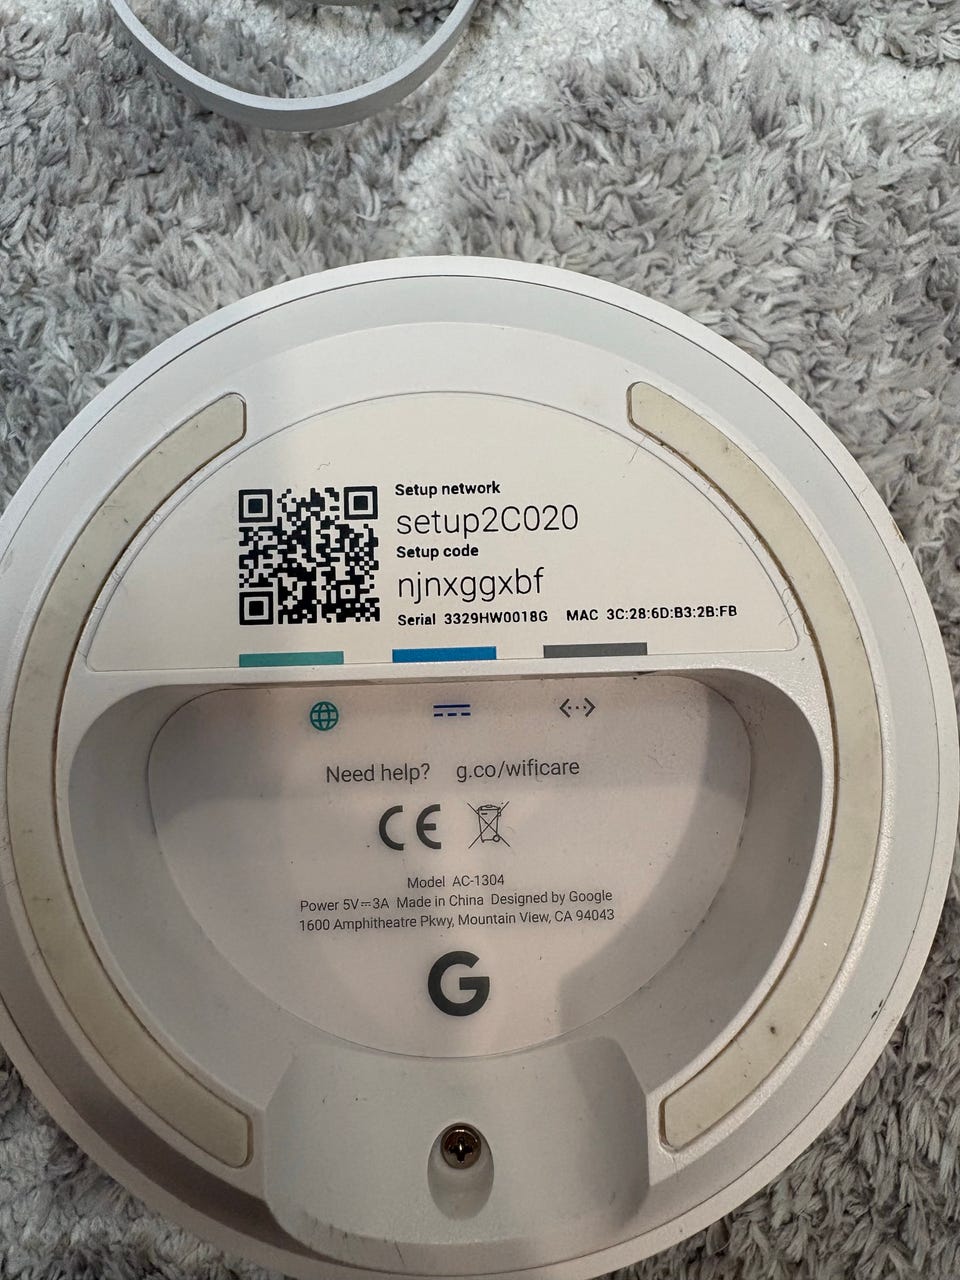 Setup network
setup2C020
Setup code
njnxggxbf
Serial 3329HW0018G MAC 3C:28:6D:B3:2B:FB
Need help? g.co/wificare
CE
Model AC-1304
Power 5V⎓3A Made in China Designed by Google
1600 Amphitheatre Pkwy, Mountain View, CA 94043
G